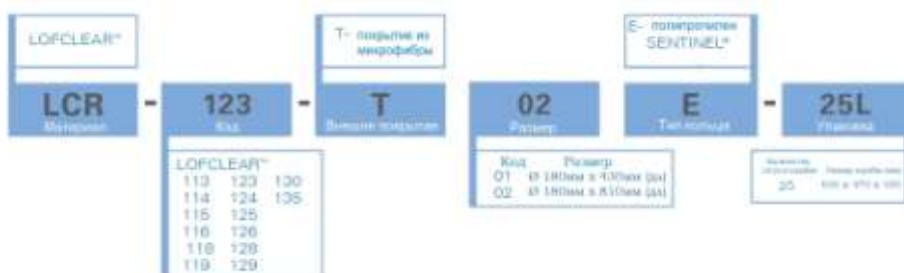 LOFCLEAR™
T- покрытие из
микрофибры
E- полипропилен
SENTINEL®
LCR - 123 - T 02 E - 25L
Материал Код Внешнее покрытие Размер Тип кольца Упаковка
LOFCLEAR™
113 123 130
114 124 135
115 125
116 126
118 128
119 129
Код Размер
01 Ø 180мм x 430мм (дл)
02 Ø 180мм x 810мм (дл)
25